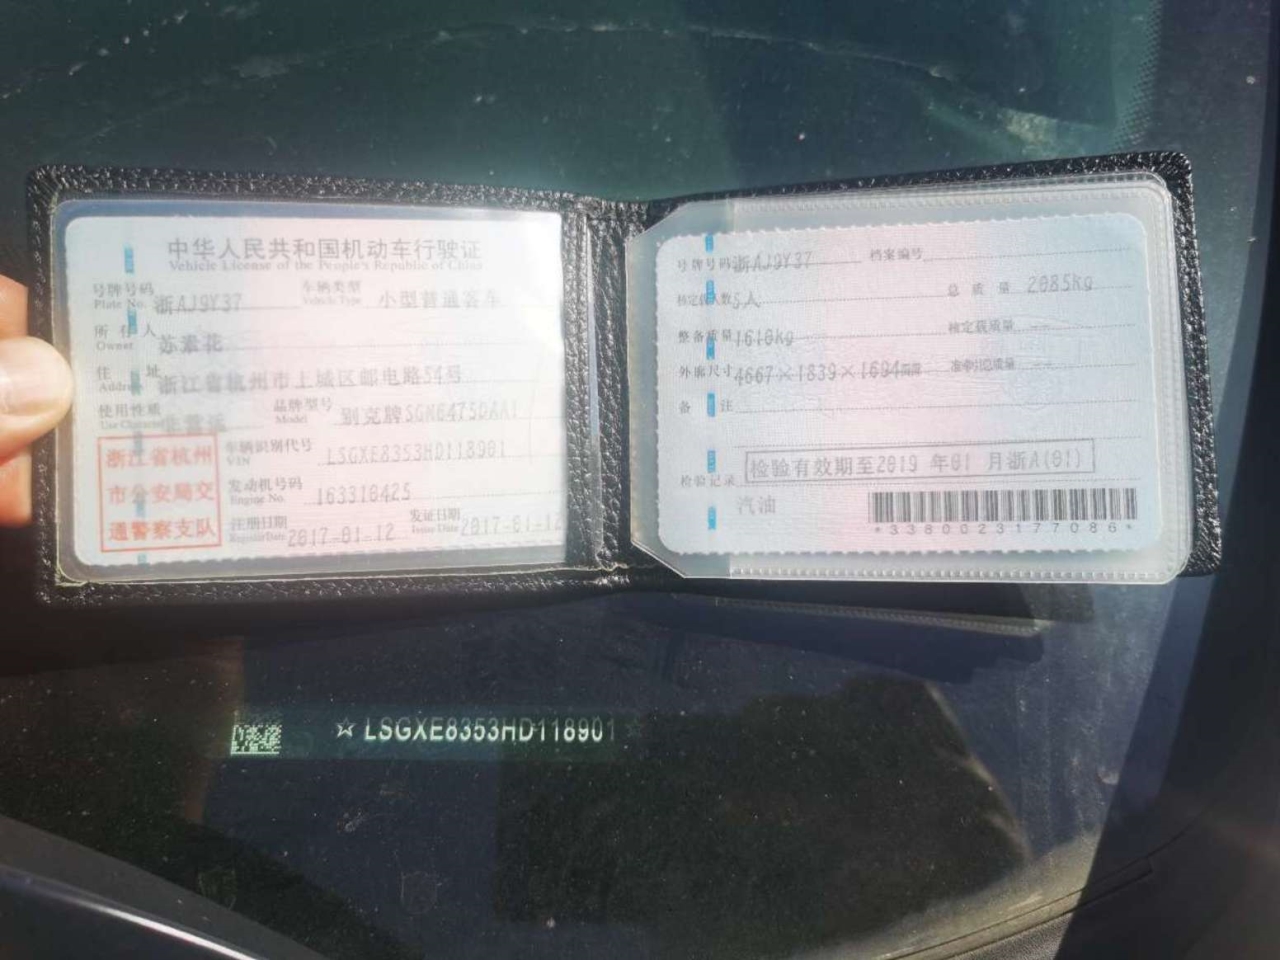 中华人民共和国机动车行驶证
Vehicle License of the People's Republic of China
号牌号码 Plate No. 浙AJ9Y37 车辆类型 Vehicle Type 小型普通客车
所有人 Owner 苏素花
住址 Address 浙江省杭州市上城区邮电路54号
使用性质 Use Character 非营运 品牌型号 Model 别克牌SGM6475DAA1
浙江省杭州
市公安局交
通警察支队
车辆识别代号 VIN LSGXE8353HD118901
发动机号码 Engine No. 163310425
注册日期 Register Date 2017-01-12 发证日期 Issue Date 2017-01-12
号牌号码 浙AJ9Y37 档案编号
核定载人数 5人 总质量 2085kg
整备质量 1610kg 核定载质量 --
外廓尺寸 4667×1839×1694mm 准牵引总质量 --
备注
检验记录 检验有效期至2019年01月浙A(01)
汽油
*3380023177086*
☆LSGXE8353HD118901☆